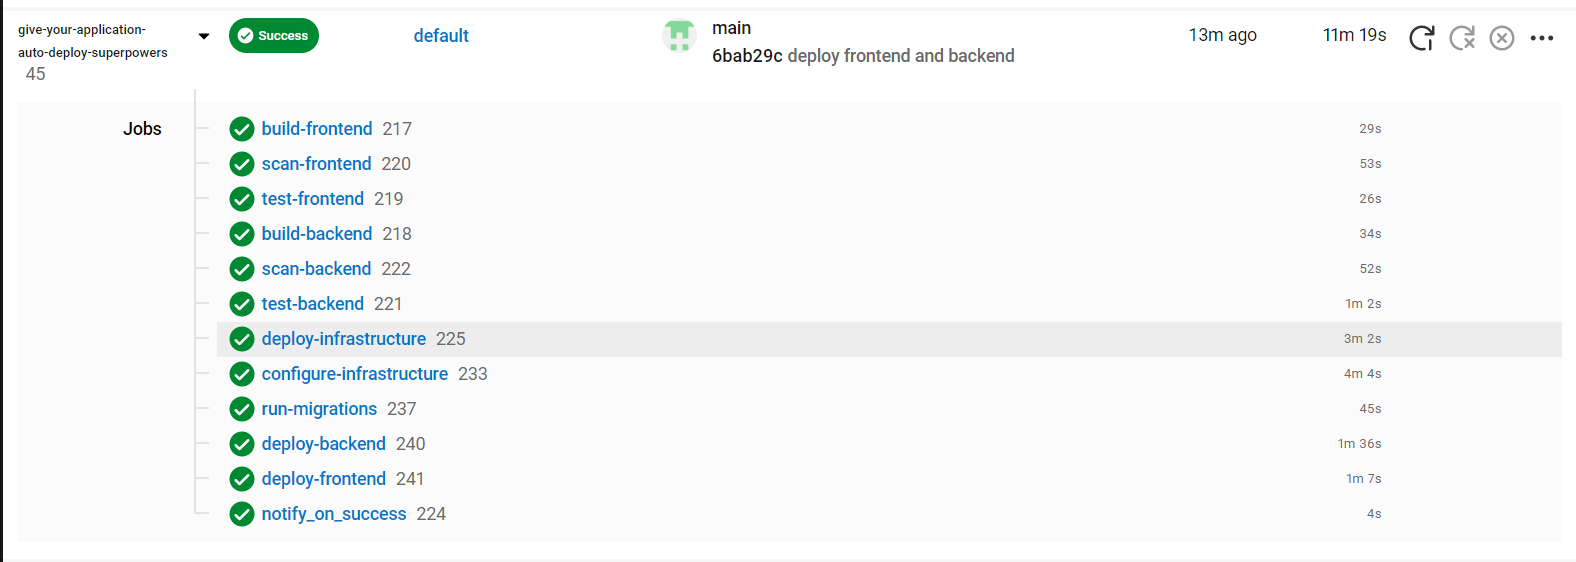 give-your-application-
auto-deploy-superpowers
45
Success
default
main
6bab29c deploy frontend and backend
13m ago
11m 19s
Jobs
build-frontend 217 29s
scan-frontend 220 53s
test-frontend 219 26s
build-backend 218 34s
scan-backend 222 52s
test-backend 221 1m 2s
deploy-infrastructure 225 3m 2s
configure-infrastructure 233 4m 4s
run-migrations 237 45s
deploy-backend 240 1m 36s
deploy-frontend 241 1m 7s
notify_on_success 224 4s